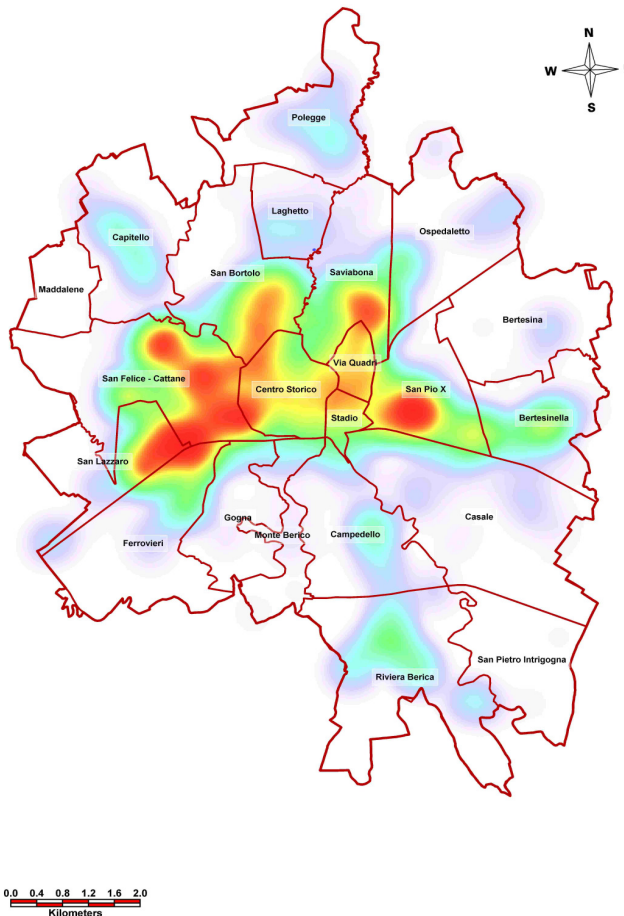 N
W
S
Polegge
Laghetto
Ospedaletto
Capitello
San Bortolo
Saviabona
Maddalene
Bertesina
Via Quadri
San Felice - Cattane
Centro Storico
San Pio X
Stadio
Bertesinella
San Lazzaro
Gogna
Casale
Ferrovieri
Monte Berico
Campedello
San Pietro Intrigogna
Riviera Berica
0.0 0.4 0.8 1.2 1.6 2.0
Kilometers